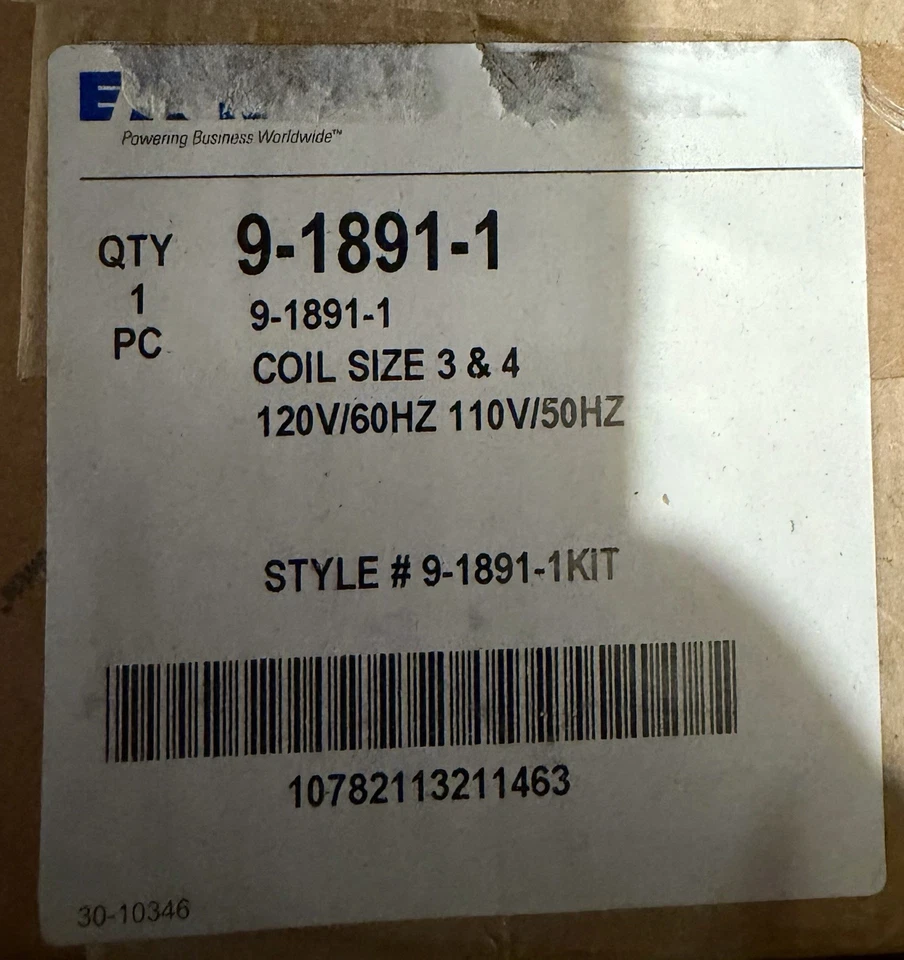 Powering Business Worldwide™
QTY
1
PC
9-1891-1
9-1891-1
COIL SIZE 3 & 4
120V/60HZ 110V/50HZ
STYLE # 9-1891-1KIT
10782113211463
30-10346